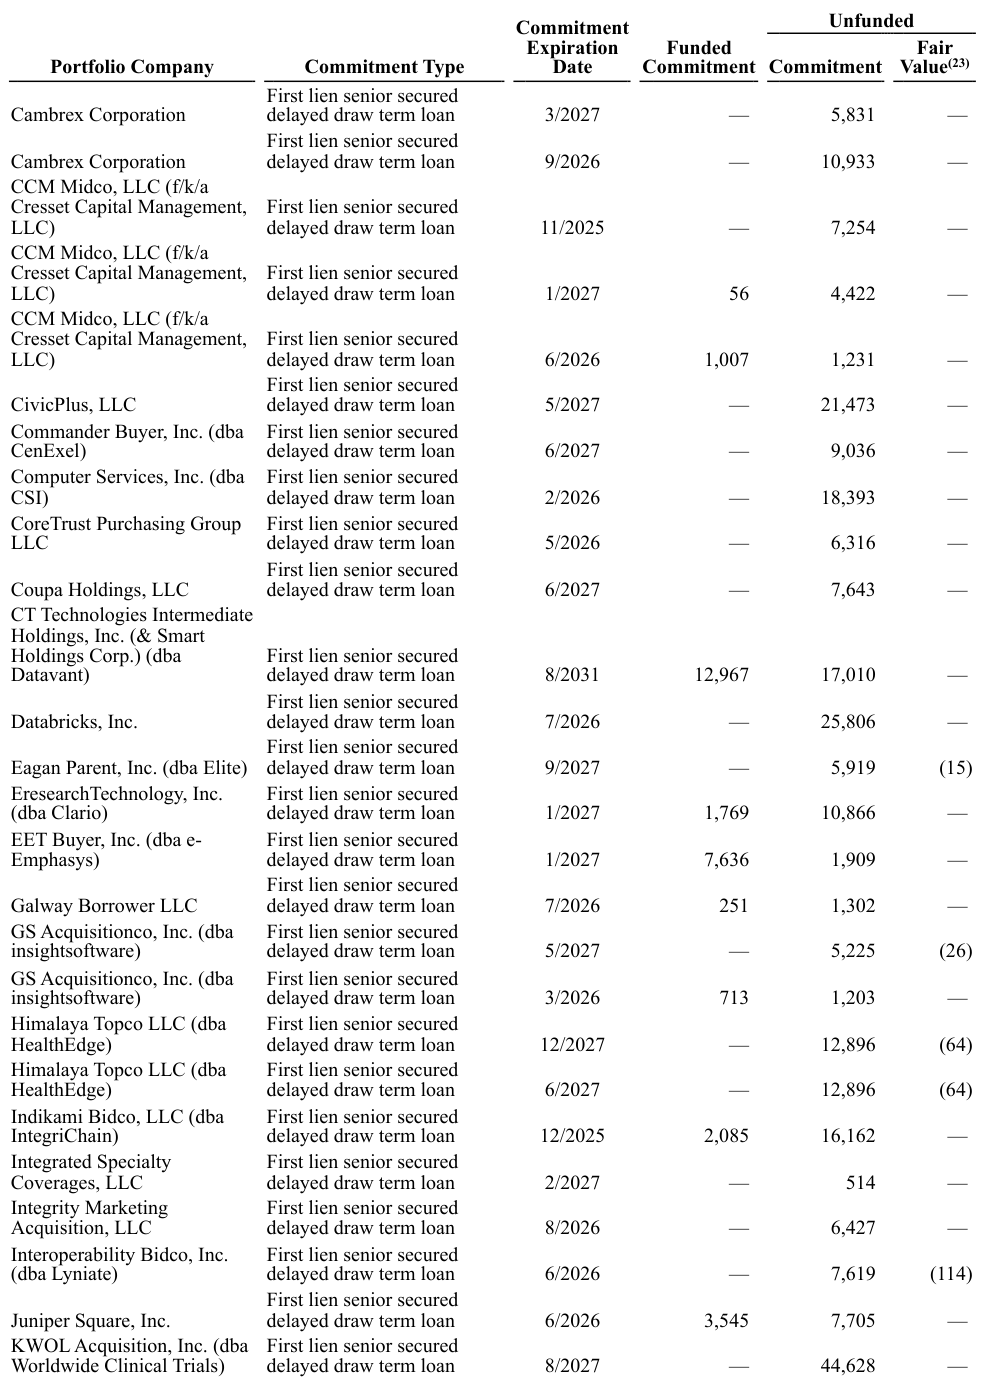 Unfunded
Commitment
Expiration Funded Fair
Portfolio Company Commitment Type Date Commitment Commitment Value(23)
First lien senior secured
Cambrex Corporation delayed draw term loan 3/2027 — 5,831 —
First lien senior secured
Cambrex Corporation delayed draw term loan 9/2026 — 10,933 —
CCM Midco, LLC (f/k/a
Cresset Capital Management, First lien senior secured
LLC) delayed draw term loan 11/2025 — 7,254 —
CCM Midco, LLC (f/k/a
Cresset Capital Management, First lien senior secured
LLC) delayed draw term loan 1/2027 56 4,422 —
CCM Midco, LLC (f/k/a
Cresset Capital Management, First lien senior secured
LLC) delayed draw term loan 6/2026 1,007 1,231 —
First lien senior secured
CivicPlus, LLC delayed draw term loan 5/2027 — 21,473 —
Commander Buyer, Inc. (dba First lien senior secured
CenExel) delayed draw term loan 6/2027 — 9,036 —
Computer Services, Inc. (dba First lien senior secured
CSI) delayed draw term loan 2/2026 — 18,393 —
CoreTrust Purchasing Group First lien senior secured
LLC delayed draw term loan 5/2026 — 6,316 —
First lien senior secured
Coupa Holdings, LLC delayed draw term loan 6/2027 — 7,643 —
CT Technologies Intermediate
Holdings, Inc. (& Smart
Holdings Corp.) (dba First lien senior secured
Datavant) delayed draw term loan 8/2031 12,967 17,010 —
First lien senior secured
Databricks, Inc. delayed draw term loan 7/2026 — 25,806 —
First lien senior secured
Eagan Parent, Inc. (dba Elite) delayed draw term loan 9/2027 — 5,919 (15)
EresearchTechnology, Inc. First lien senior secured
(dba Clario) delayed draw term loan 1/2027 1,769 10,866 —
EET Buyer, Inc. (dba e- First lien senior secured
Emphasys) delayed draw term loan 1/2027 7,636 1,909 —
First lien senior secured
Galway Borrower LLC delayed draw term loan 7/2026 251 1,302 —
GS Acquisitionco, Inc. (dba First lien senior secured
insightsoftware) delayed draw term loan 5/2027 — 5,225 (26)
GS Acquisitionco, Inc. (dba First lien senior secured
insightsoftware) delayed draw term loan 3/2026 713 1,203 —
Himalaya Topco LLC (dba First lien senior secured
HealthEdge) delayed draw term loan 12/2027 — 12,896 (64)
Himalaya Topco LLC (dba First lien senior secured
HealthEdge) delayed draw term loan 6/2027 — 12,896 (64)
Indikami Bidco, LLC (dba First lien senior secured
IntegriChain) delayed draw term loan 12/2025 2,085 16,162 —
Integrated Specialty First lien senior secured
Coverages, LLC delayed draw term loan 2/2027 — 514 —
Integrity Marketing First lien senior secured
Acquisition, LLC delayed draw term loan 8/2026 — 6,427 —
Interoperability Bidco, Inc. First lien senior secured
(dba Lyniate) delayed draw term loan 6/2026 — 7,619 (114)
First lien senior secured
Juniper Square, Inc. delayed draw term loan 6/2026 3,545 7,705 —
KWOL Acquisition, Inc. (dba First lien senior secured
Worldwide Clinical Trials) delayed draw term loan 8/2027 — 44,628 —